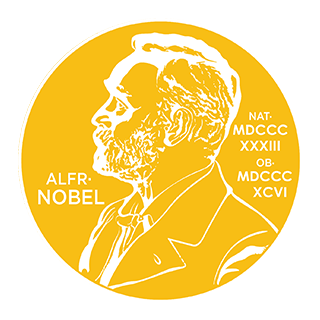 ALFR·
NOBEL
NAT·
MDCCC
XXXIII
OB·
MDCCC
XCVI